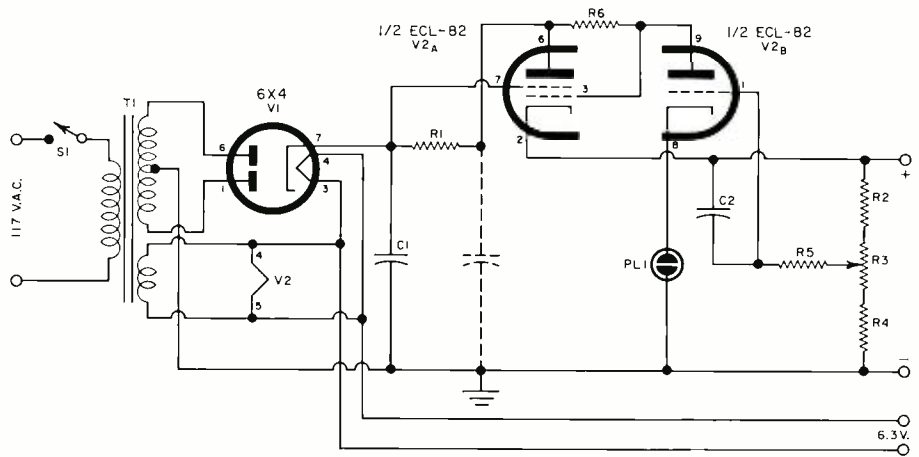 1/2 ECL-82
V2A
R6
1/2 ECL-82
V2B
6
9
7
3
1
2
8
T1
6X4
V1
S1
117 V.A.C.
6
7
4
1
3
R1
C1
4
V2
5
C2
PL1
R5
R2
R3
R4
+
−
6.3V.